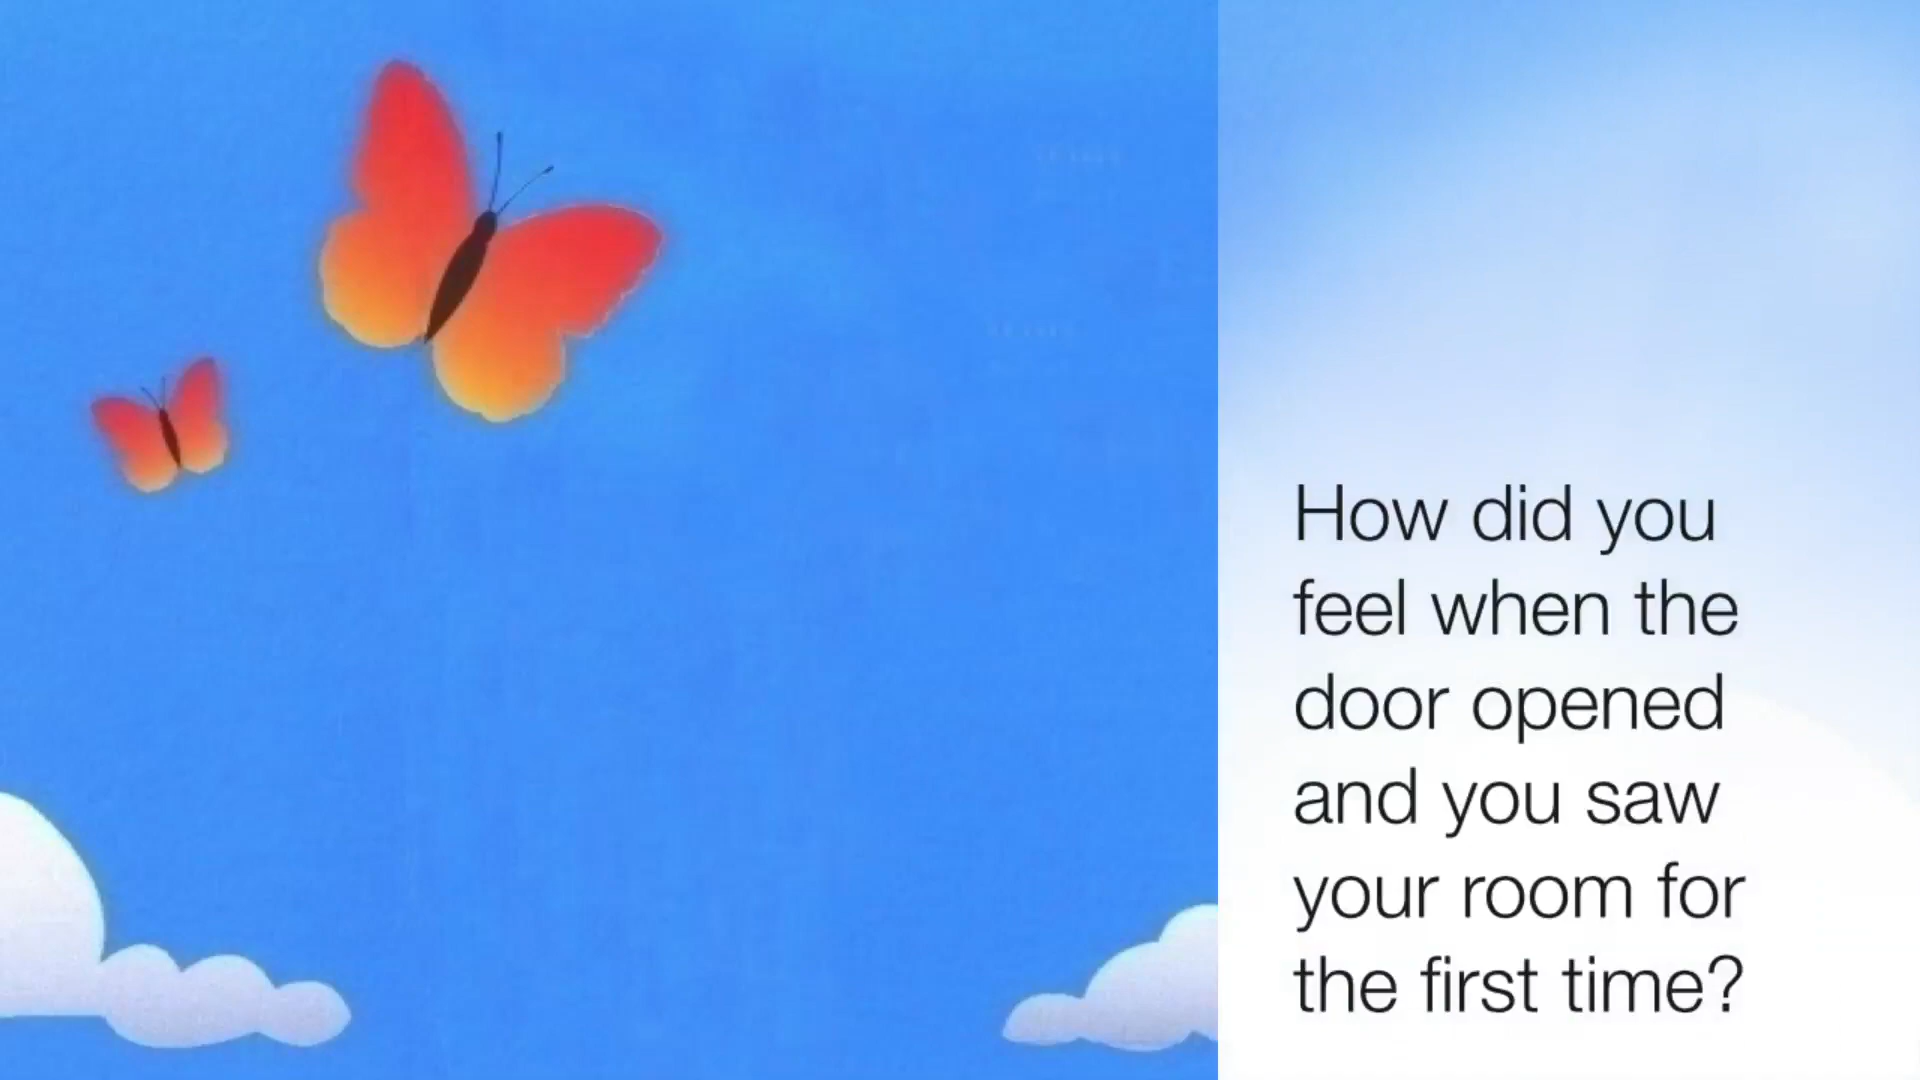 How did you
feel when the
door opened
and you saw
your room for
the first time?